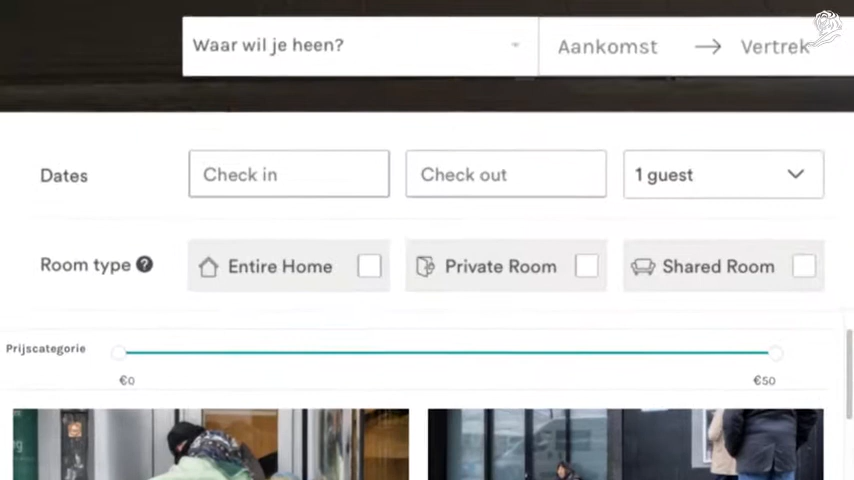 Waar wil je heen?
Aankomst → Vertrek
Dates
Check in
Check out
1 guest
Room type ?
Entire Home
Private Room
Shared Room
Prijscategorie
€0
€50